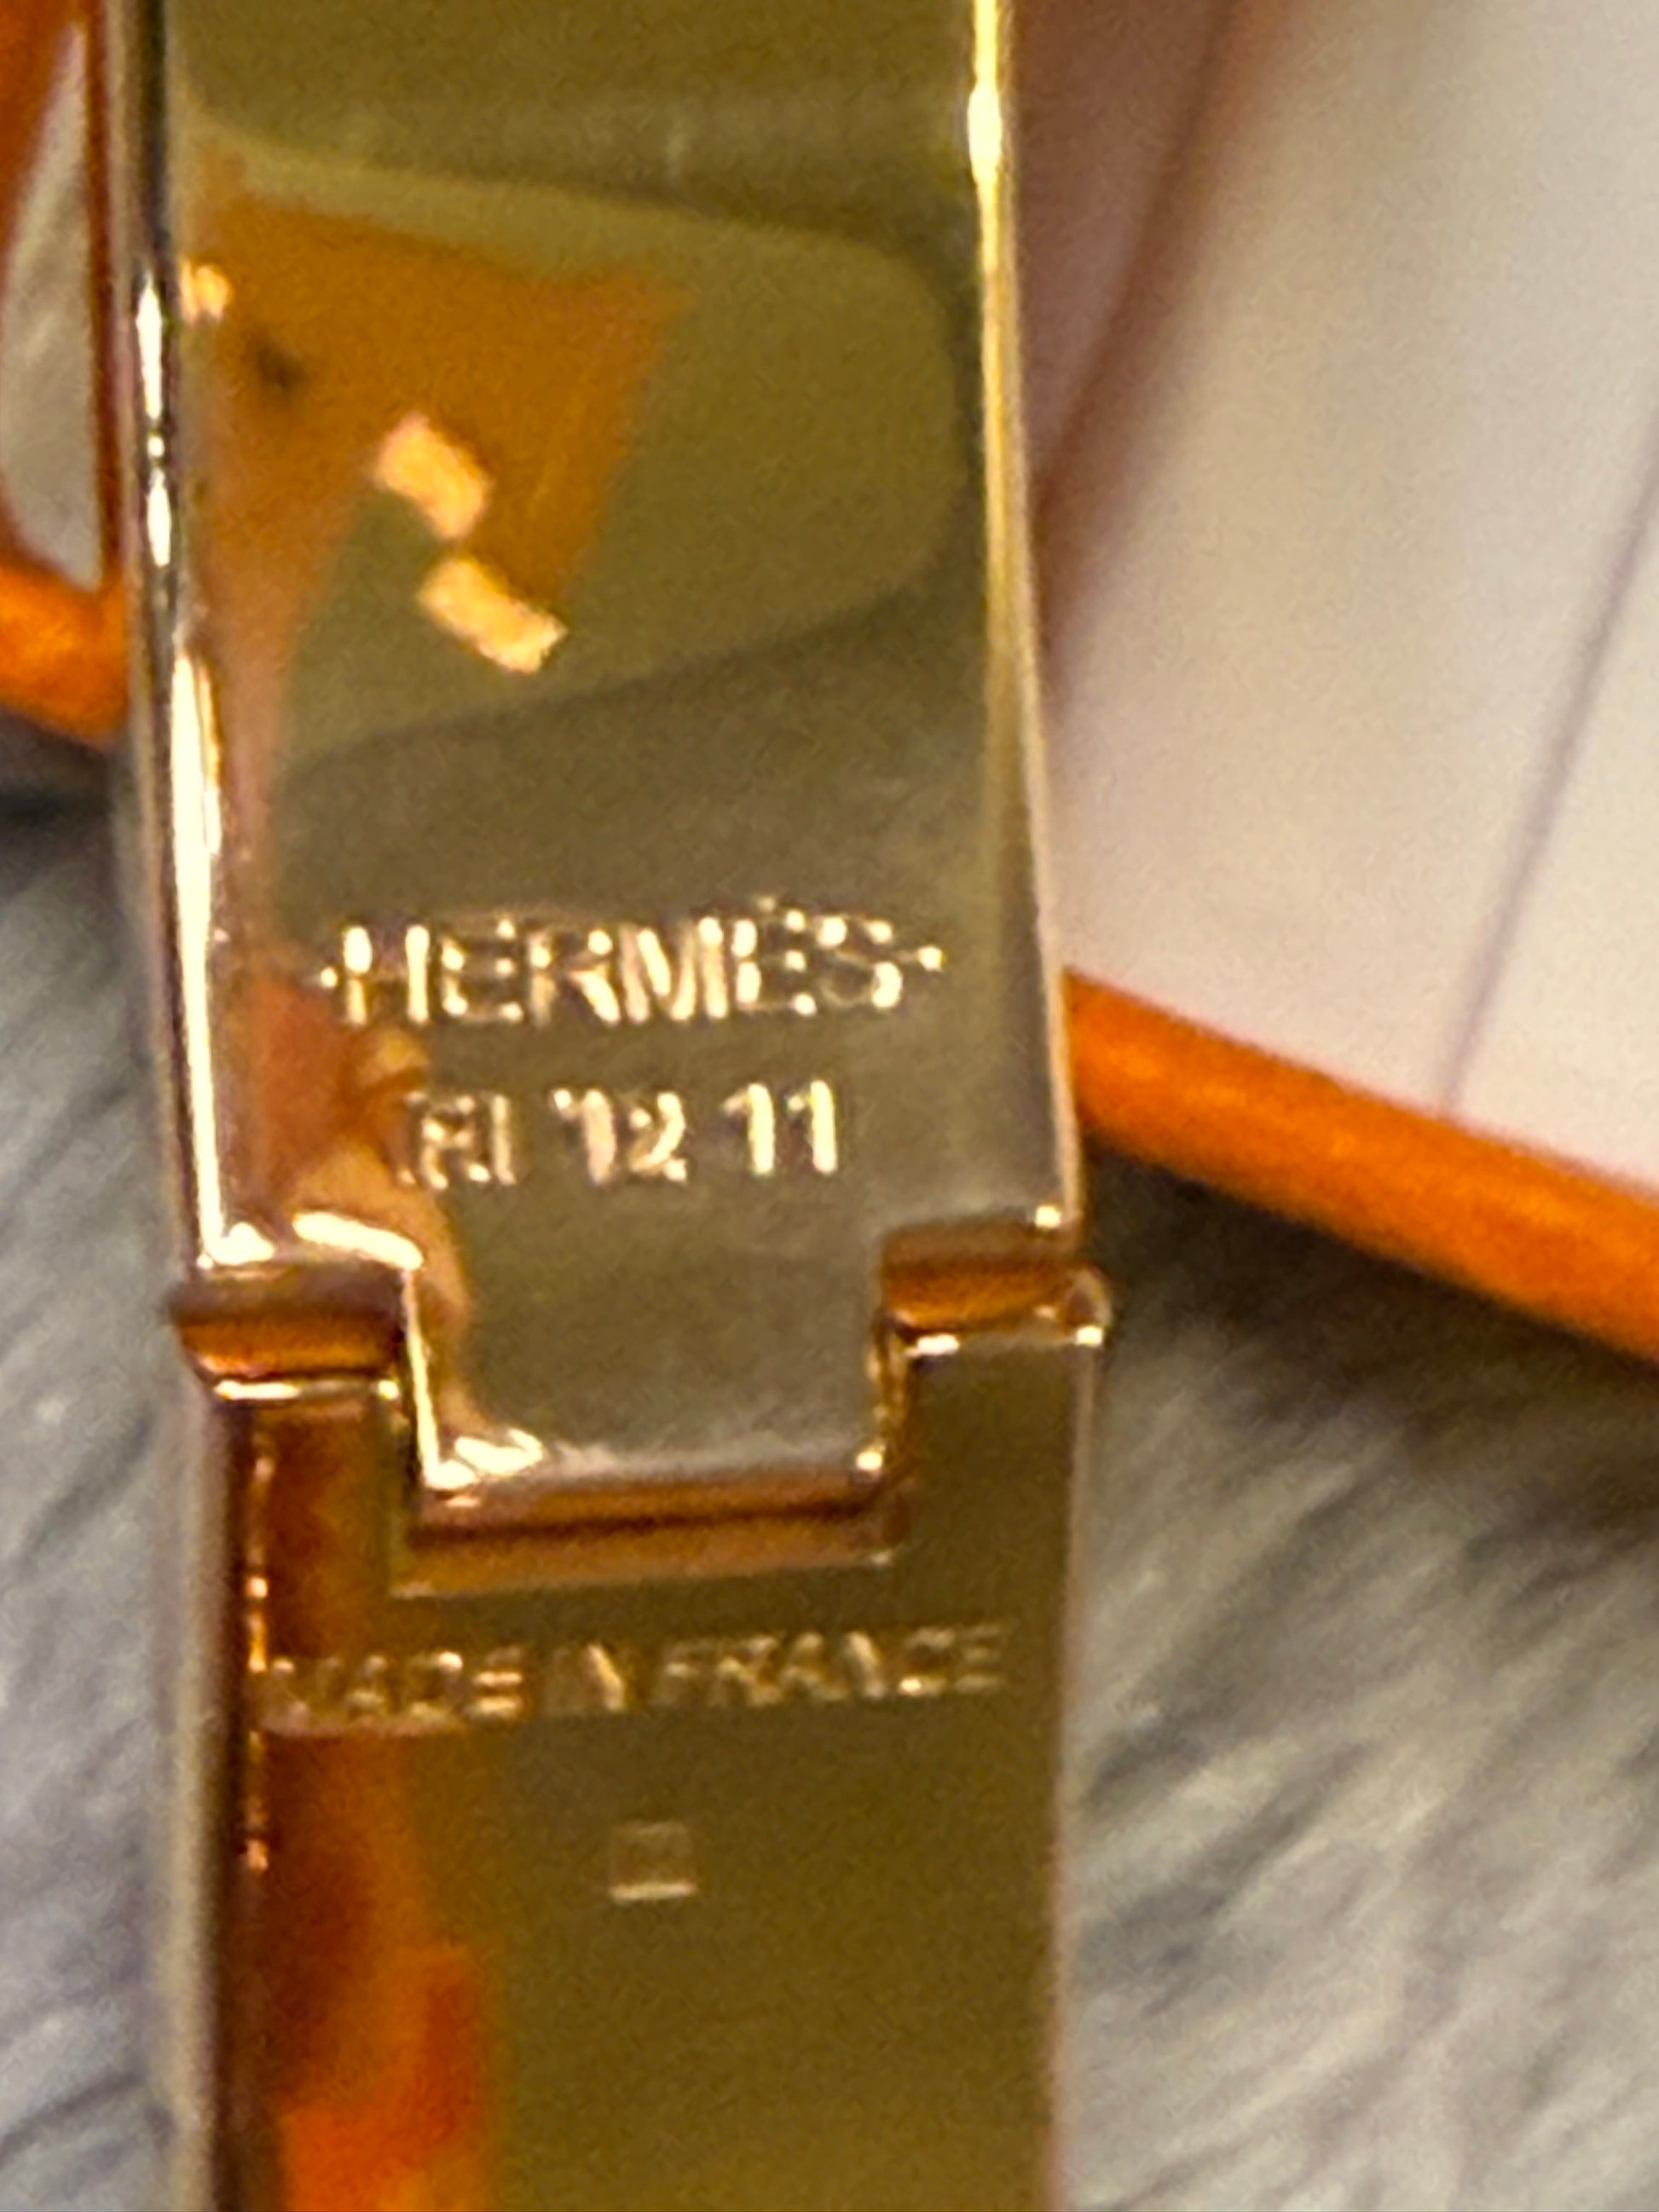 -HERMÈS-
12 11
MADE IN FRANCE